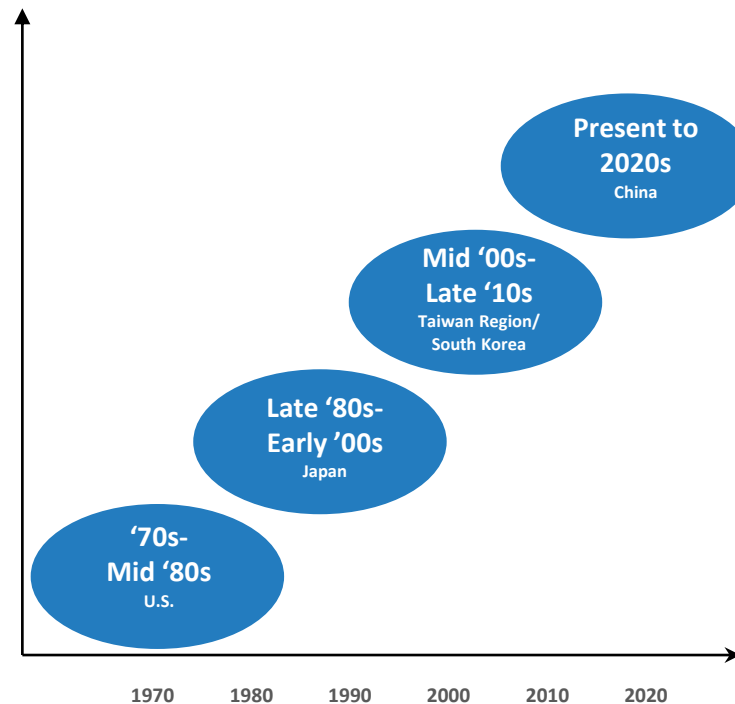 Present to
2020s
China
Mid ‘00s-
Late ‘10s
Taiwan Region/
South Korea
Late ‘80s-
Early ’00s
Japan
‘70s-
Mid ‘80s
U.S.
1970 1980 1990 2000 2010 2020